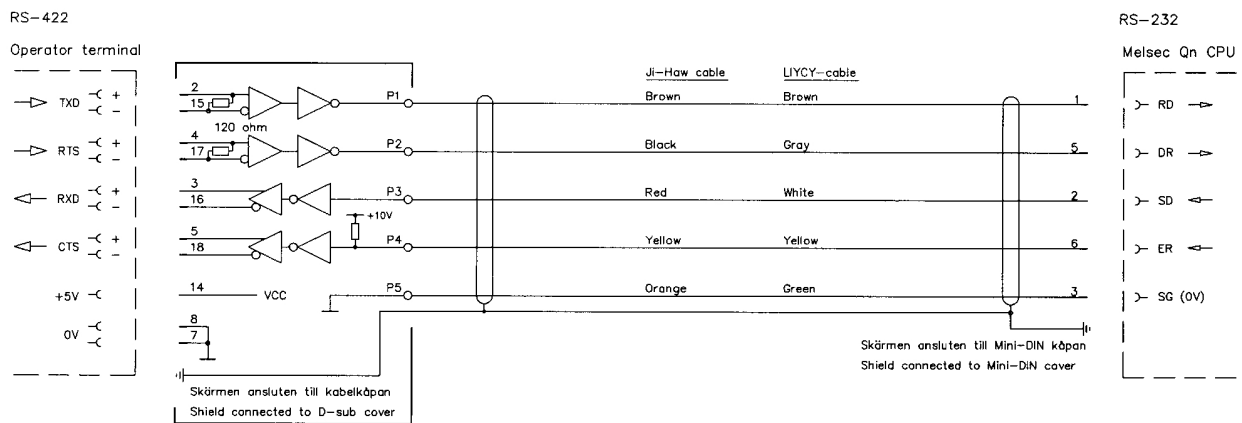 RS-422
RS-232
Operator terminal
Melsec Qn CPU
Ji-Haw cable
LIYCY-cable
TXD + -
2
15
120 ohm
P1
Brown
Brown
1
RD
RTS + -
4
17
P2
Black
Gray
5
DR
RXD + -
3
16
P3
Red
White
2
SD
+10V
CTS + -
5
18
P4
Yellow
Yellow
6
ER
+5V
14
VCC
P5
Orange
Green
3
SG (0V)
0V
8
7
Skärmen ansluten till Mini-DIN kåpan
Shield connected to Mini-DIN cover
Skärmen ansluten till kabelkåpan
Shield connected to D-sub cover